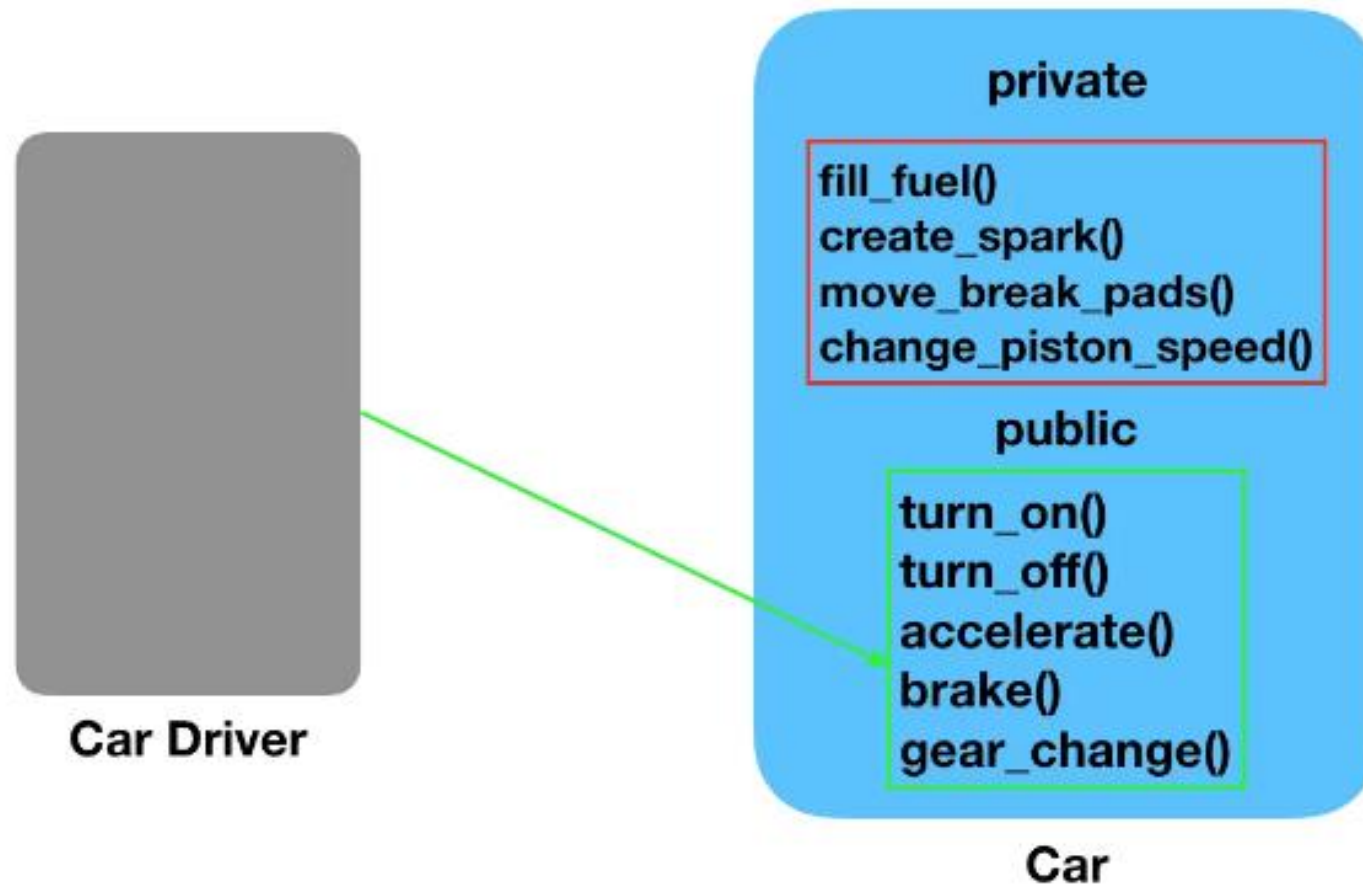 private
fill_fuel()
create_spark()
move_break_pads()
change_piston_speed()
public
turn_on()
turn_off()
accelerate()
brake()
gear_change()
Car Driver
Car